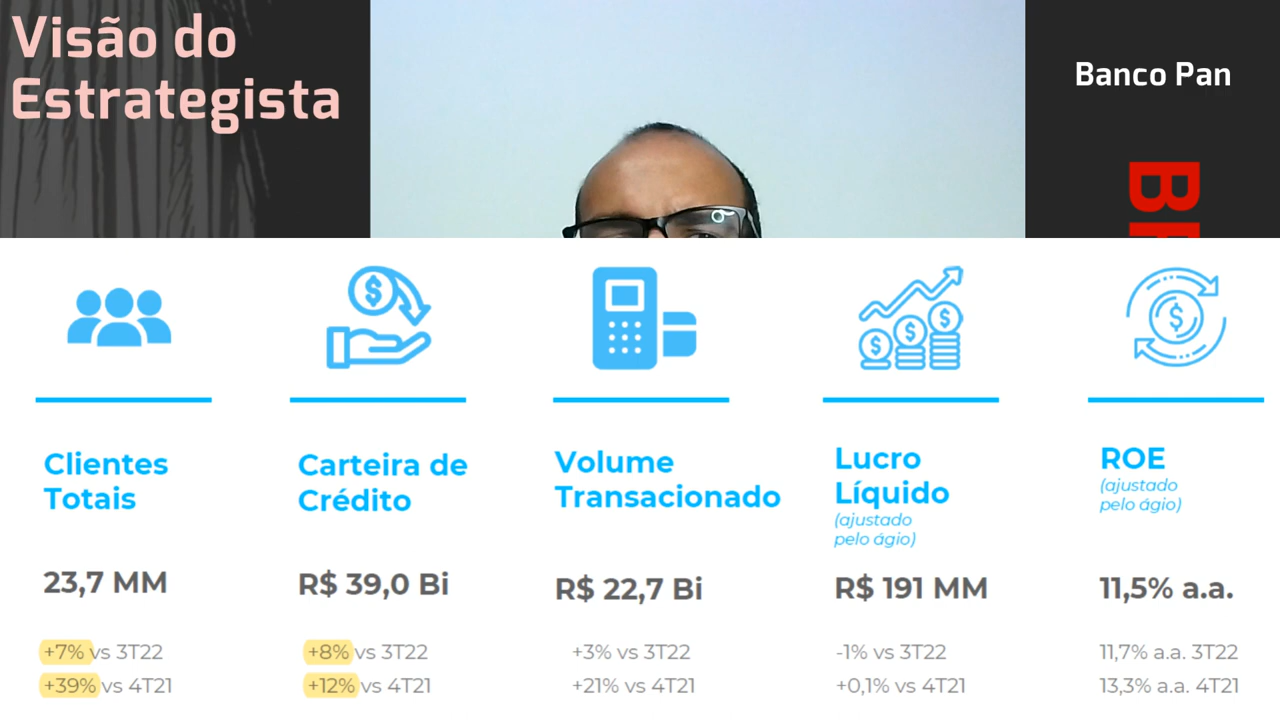 Visão do
Estrategista
Banco Pan
Clientes
Totais
23,7 MM
+7% vs 3T22
+39% vs 4T21
Carteira de
Crédito
R$ 39,0 Bi
+8% vs 3T22
+12% vs 4T21
Volume
Transacionado
R$ 22,7 Bi
+3% vs 3T22
+21% vs 4T21
Lucro
Líquido
(ajustado
pelo ágio)
R$ 191 MM
-1% vs 3T22
+0,1% vs 4T21
ROE
(ajustado
pelo ágio)
11,5% a.a.
11,7% a.a. 3T22
13,3% a.a. 4T21